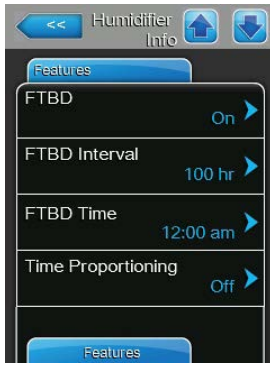 << Humidifier
Info
Features
FTBD
On >
FTBD Interval
100 hr >
FTBD Time
12:00 am >
Time Proportioning
Off >
Features